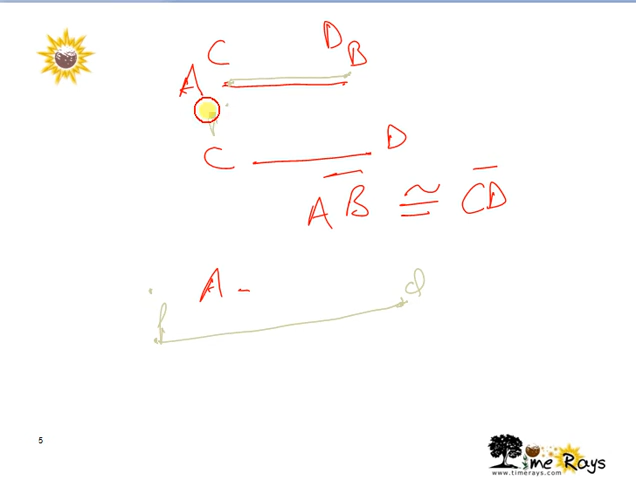 C D
A B
C D
AB ≅ CD
A -
5
Time Rays
www.timerays.com